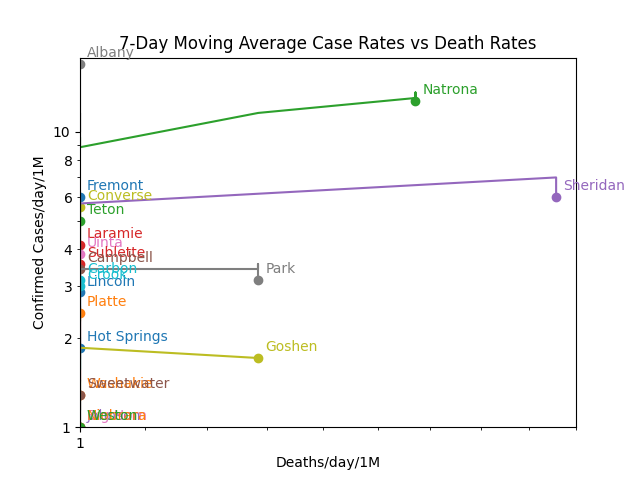 7-Day Moving Average Case Rates vs Death Rates
Albany
Natrona
10
8
Fremont
Sheridan
6
Converse
Teton
Laramie
Uinta
4
Sublette
Campbell
Park
Carbon
Crook
3
Lincoln
Platte
2
Hot Springs
Goshen
Sweetwater
Weston
1
1
Confirmed Cases/day/1M
Deaths/day/1M